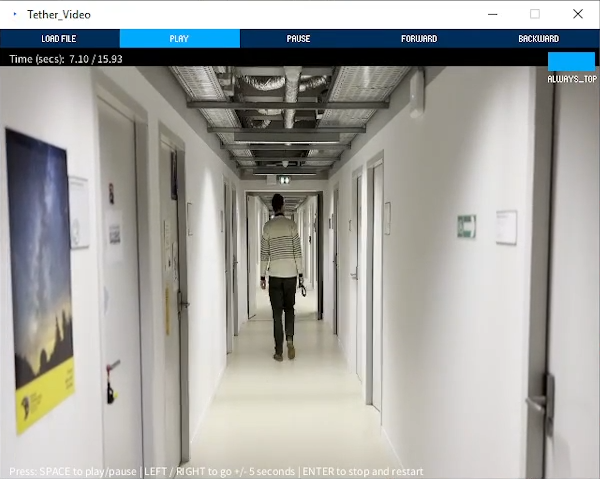 Tether_Video
LOAD FILE
PLAY
PAUSE
FORWARD
BACKWARD
Time (secs): 7.10 / 15.93
ALWAYS_TOP
Press: SPACE to play/pause | LEFT / RIGHT to go +/- 5 seconds | ENTER to stop and restart